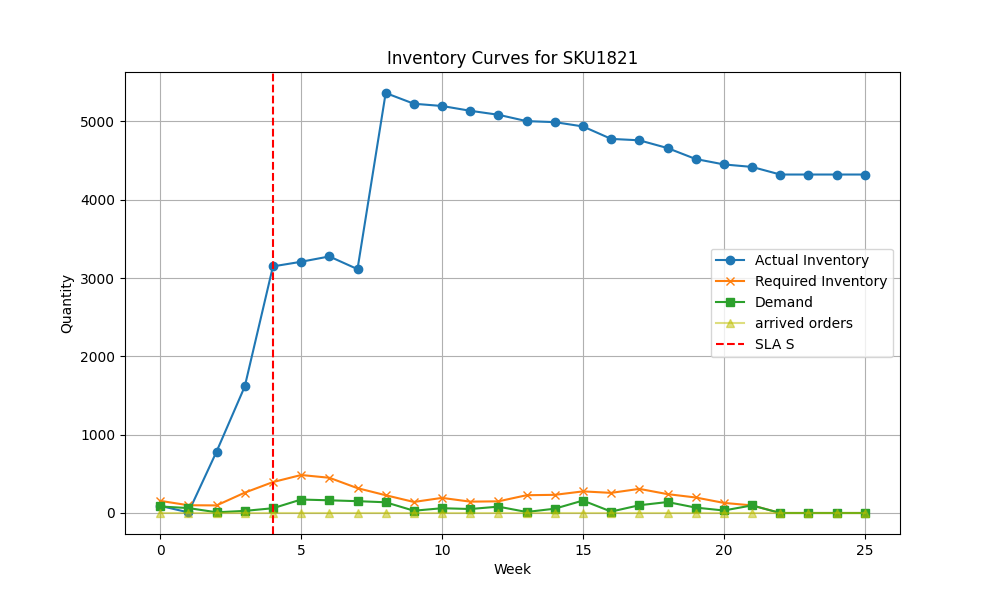 Inventory Curves for SKU1821
Quantity
5000
4000
3000
2000
1000
0
Actual Inventory
Required Inventory
Demand
arrived orders
SLA S
0 5 10 15 20 25
Week